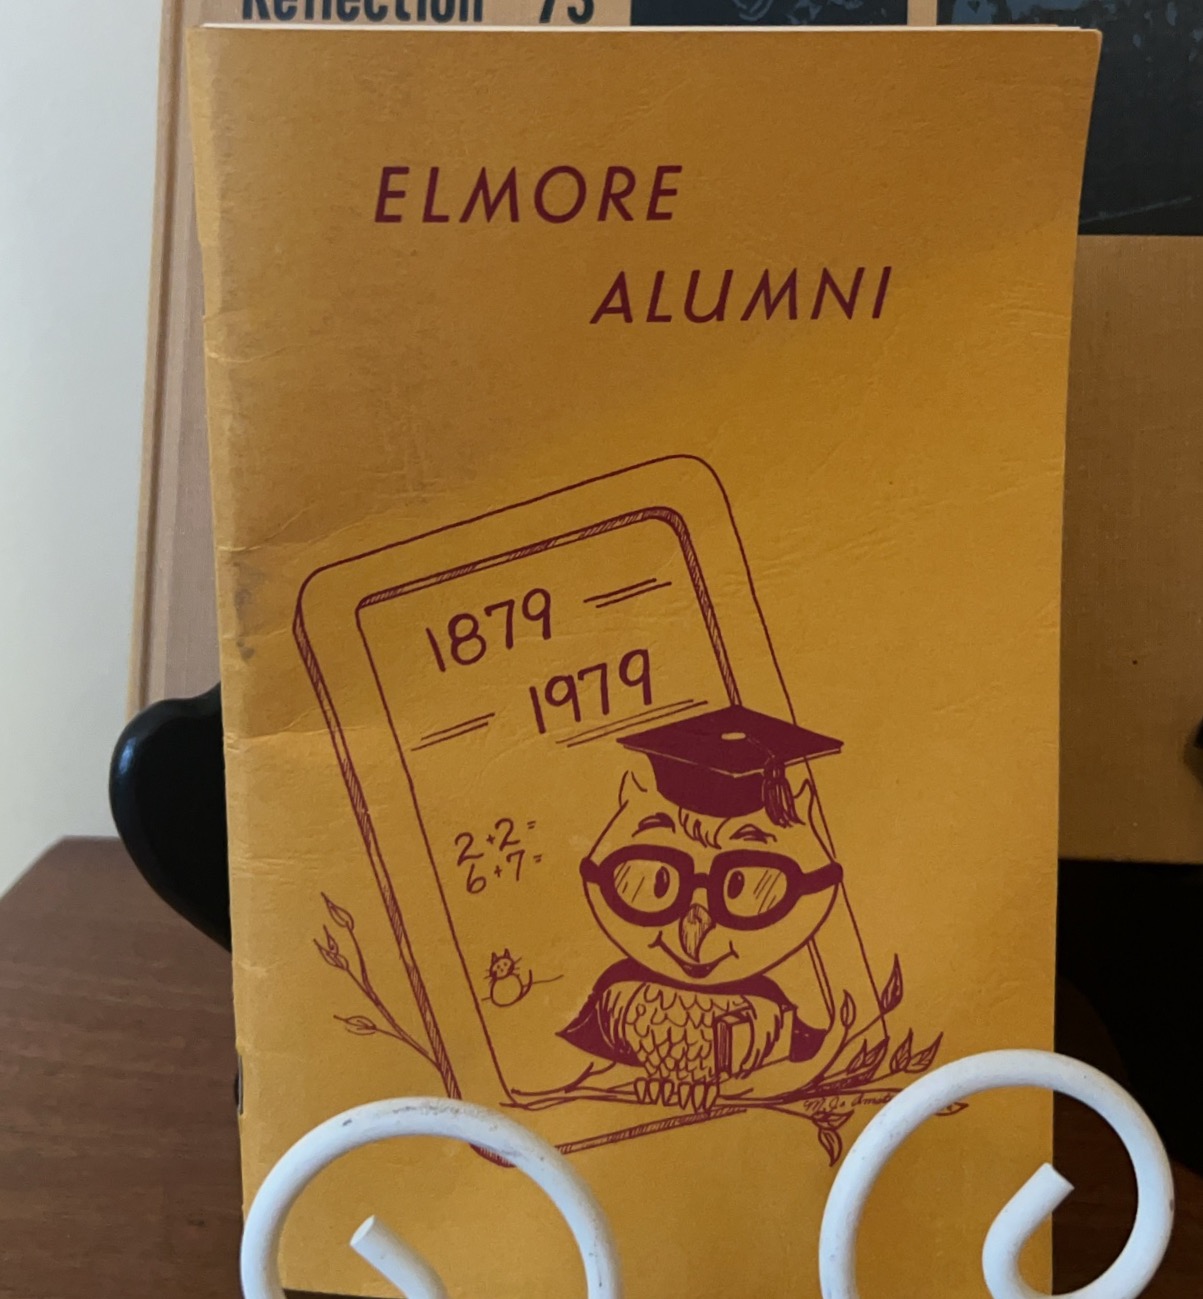 Reflection 73
ELMORE
ALUMNI
1879
1979
2+2=
6+7=